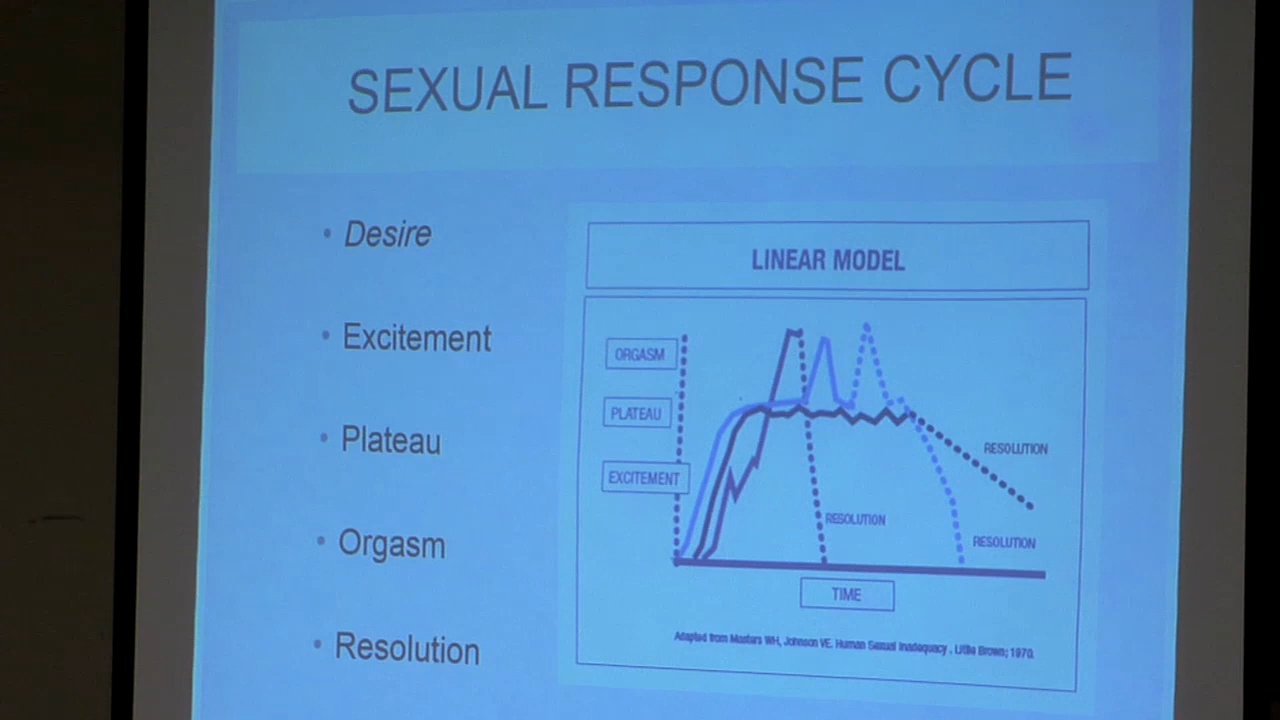 SEXUAL RESPONSE CYCLE
• Desire
• Excitement
• Plateau
• Orgasm
• Resolution
LINEAR MODEL
ORGASM
PLATEAU
EXCITEMENT
RESOLUTION
RESOLUTION
RESOLUTION
TIME
Adapted from Masters WH, Johnson VE. Human Sexual Inadequacy . Little Brown; 1970.